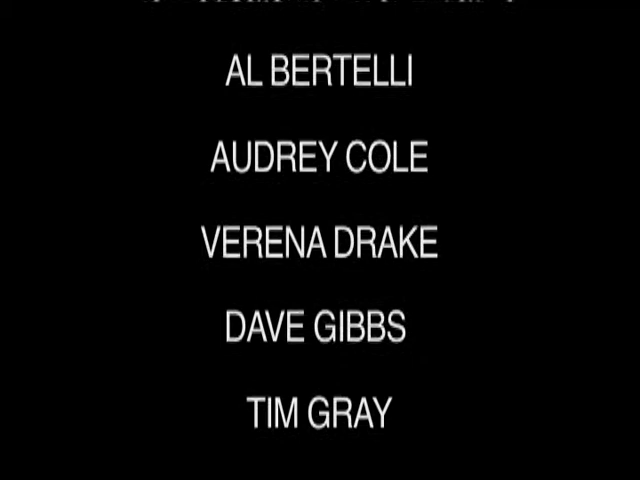 AL BERTELLI
AUDREY COLE
VERENA DRAKE
DAVE GIBBS
TIM GRAY